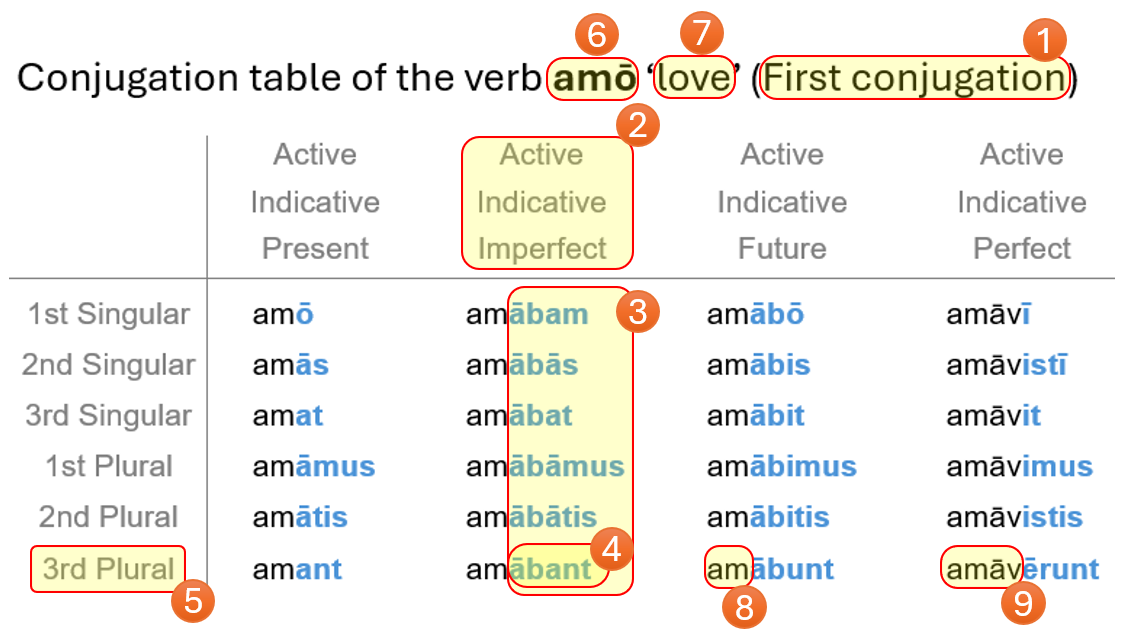 6 7 1
Conjugation table of the verb amō ‘love’ (First conjugation)
2
Active Active Active Active
Indicative Indicative Indicative Indicative
Present Imperfect Future Perfect
1st Singular amō amābam 3 amābō amāvī
2nd Singular amās amābās amābis amāvistī
3rd Singular amat amābat amābit amāvit
1st Plural amāmus amābāmus amābimus amāvimus
2nd Plural amātis amābātis amābitis amāvistis
4
3rd Plural amant amābant amābunt amāvērunt
5 8 9